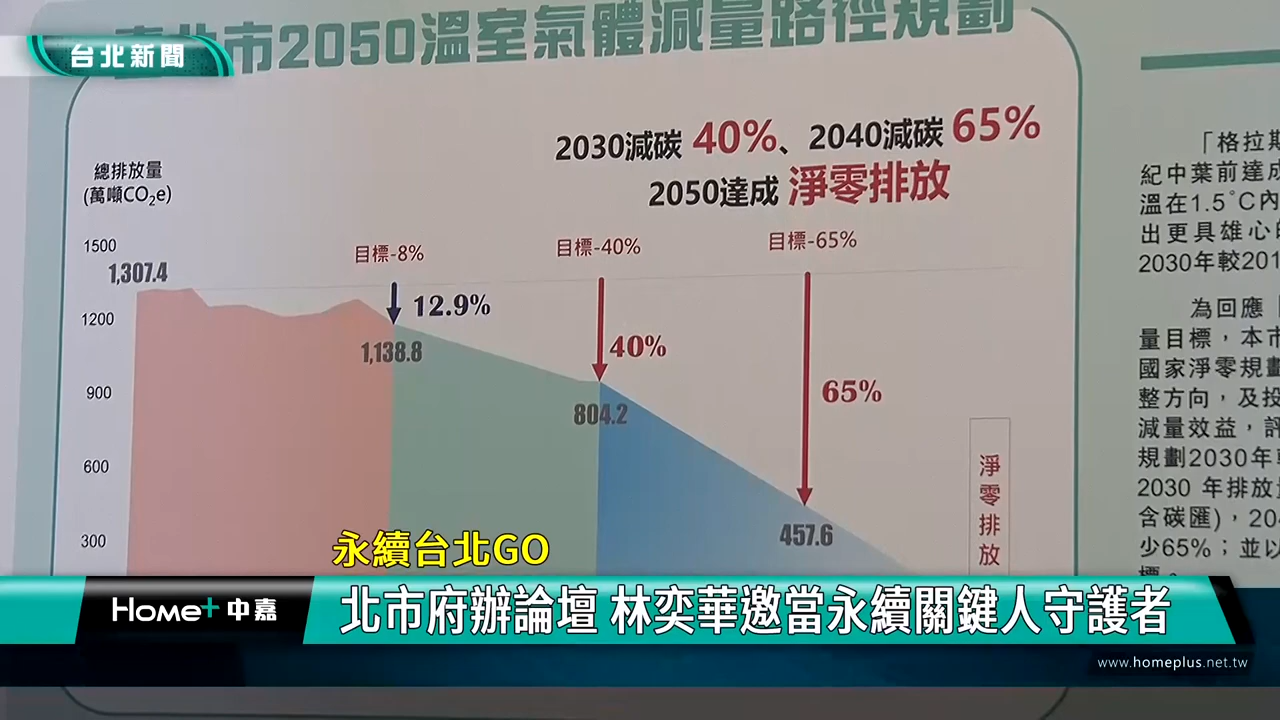 台北新聞
市2050溫室氣體減量路徑規劃
2030減碳 40%、2040減碳 65%
2050達成 淨零排放
總排放量
(萬噸CO₂e)
1500
1200
900
600
300
1,307.4
目標-8%
12.9%
1,138.8
目標-40%
40%
804.2
目標-65%
65%
457.6
淨零排放
「格拉斯
紀中葉前達成
溫在1.5°C內
出更具雄心的
2030年較201
為回應
量目標，本市
國家淨零規劃
整方向，及投
減量效益，評
規劃2030年
2030 年排放量
含碳匯)，204
少65%；並以
標。
永續台北GO
Home+中嘉
北市府辦論壇 林奕華邀當永續關鍵人守護者
www.homeplus.net.tw